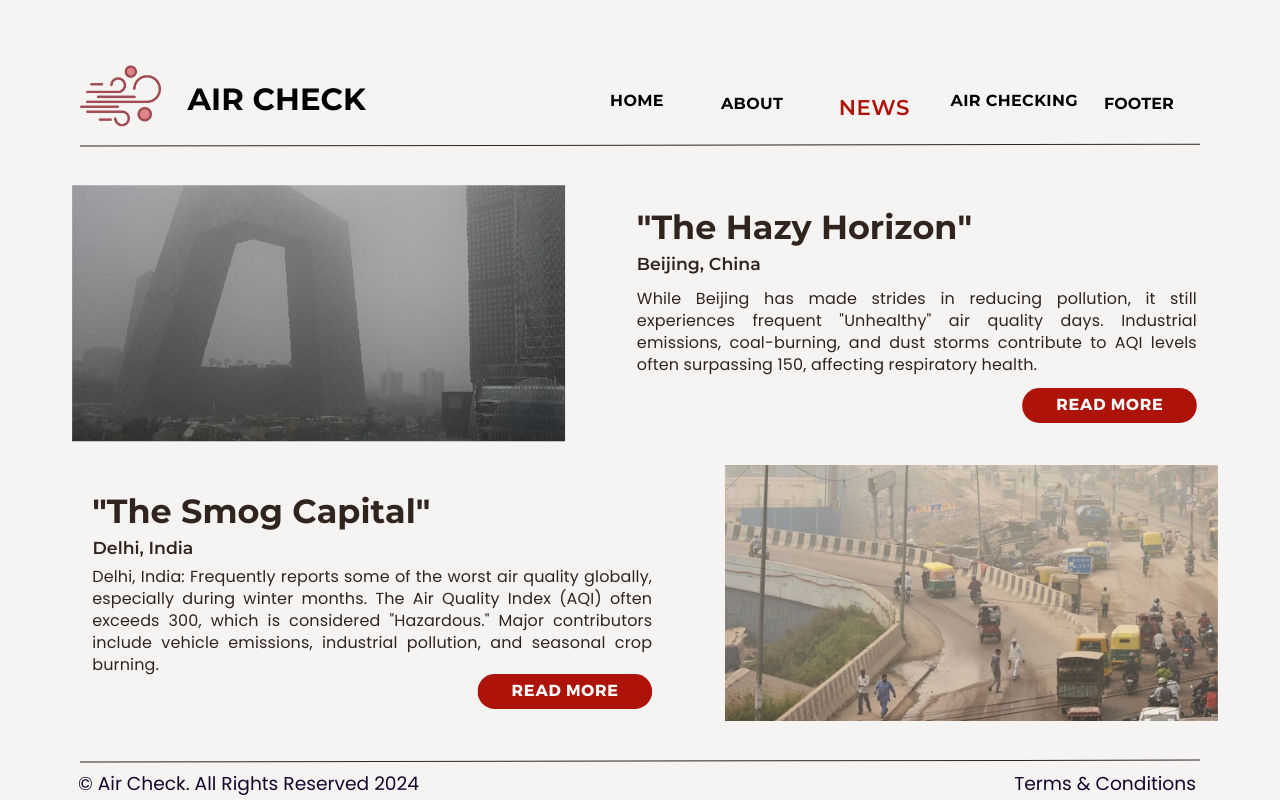 AIR CHECK
HOME
ABOUT
NEWS
AIR CHECKING
FOOTER
"The Hazy Horizon"
Beijing, China
While Beijing has made strides in reducing pollution, it still
experiences frequent "Unhealthy" air quality days. Industrial
emissions, coal-burning, and dust storms contribute to AQI levels
often surpassing 150, affecting respiratory health.
READ MORE
"The Smog Capital"
Delhi, India
Delhi, India: Frequently reports some of the worst air quality globally,
especially during winter months. The Air Quality Index (AQI) often
exceeds 300, which is considered "Hazardous." Major contributors
include vehicle emissions, industrial pollution, and seasonal crop
burning.
READ MORE
© Air Check. All Rights Reserved 2024
Terms & Conditions